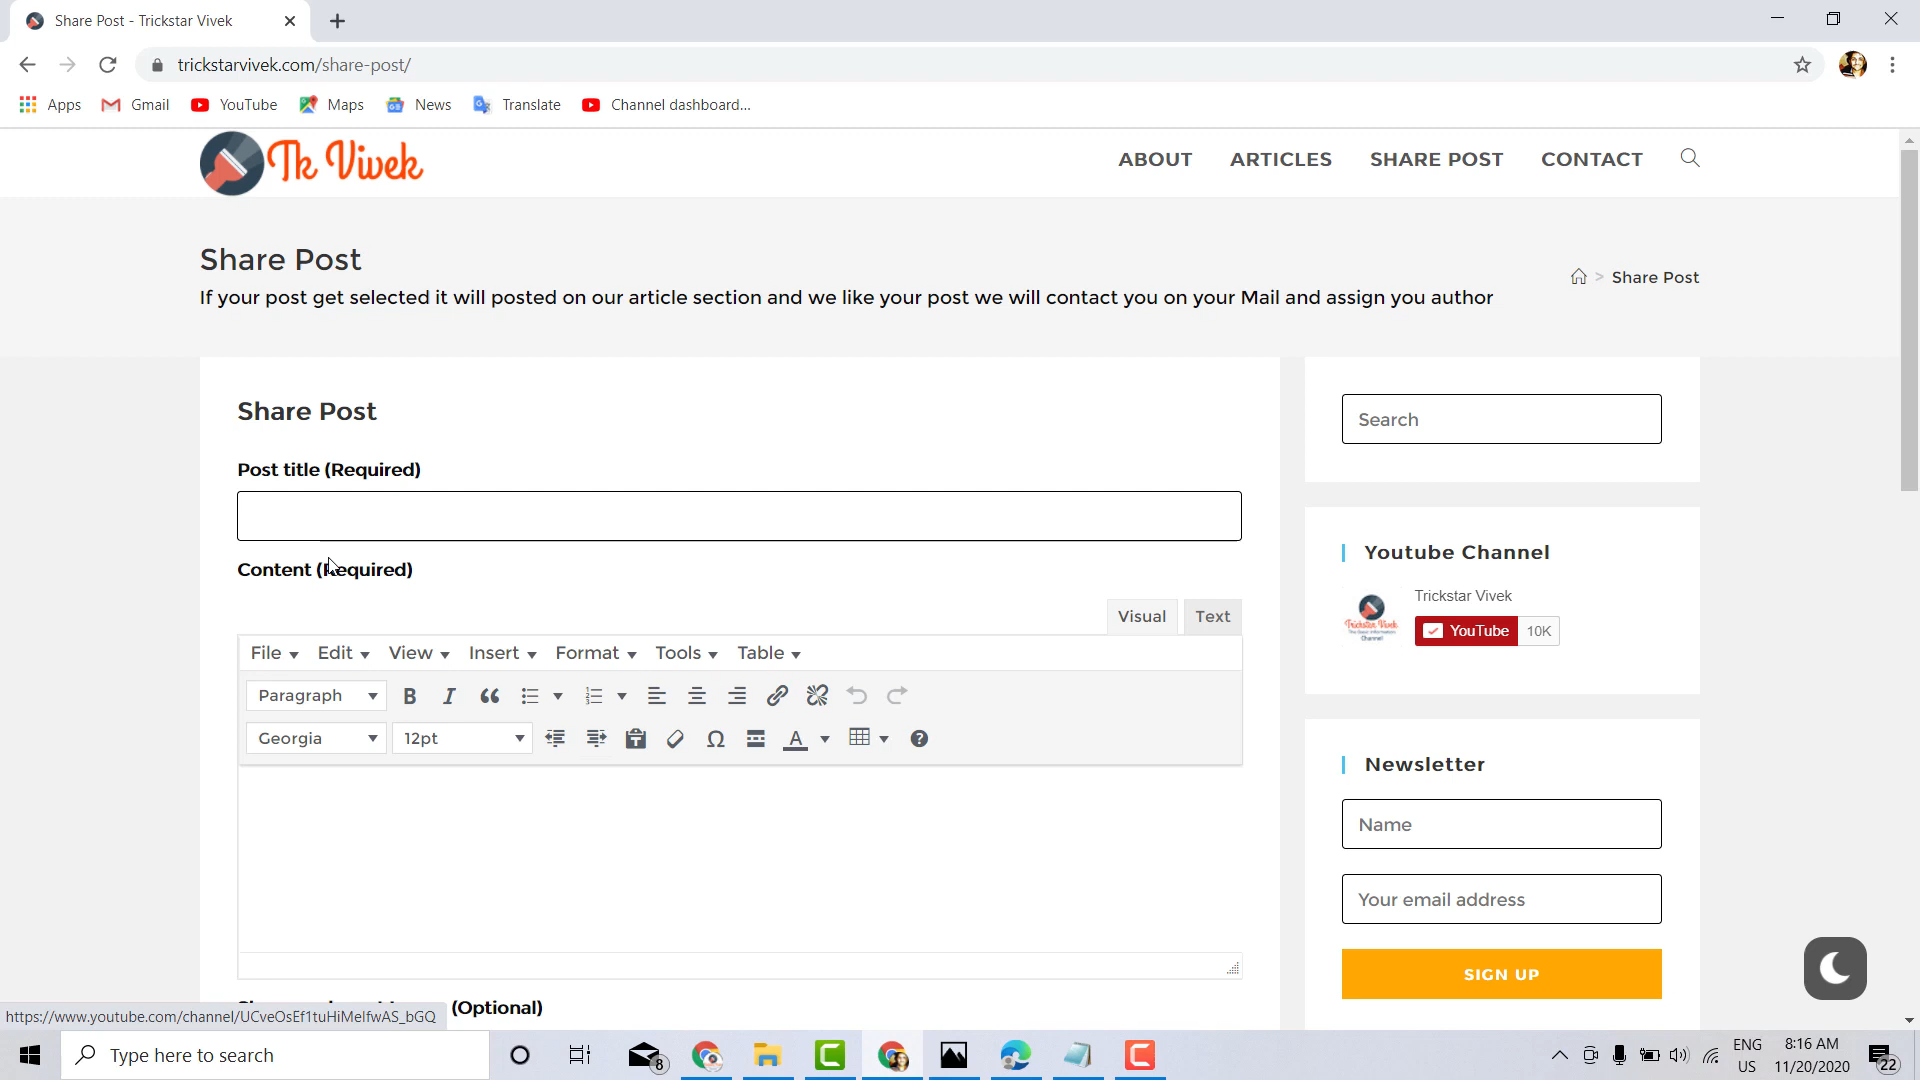 Share Post - Trickstar Vivek
trickstarvivek.com/share-post/
Apps Gmail YouTube Maps News Translate Channel dashboard...
Tk Vivek
ABOUT ARTICLES SHARE POST CONTACT
Share Post
If your post get selected it will posted on our article section and we like your post we will contact you on your Mail and assign you author
> Share Post
Share Post
Post title (Required)
Content (Required)
Visual Text
File Edit View Insert Format Tools Table
Paragraph
Georgia 12pt
(Optional)
Search
Youtube Channel
Trickstar Vivek
YouTube 10K
Newsletter
Name
Your email address
SIGN UP
https://www.youtube.com/channel/UCveOsEf1tuHiMelfwAS_bGQ
Type here to search
8
ENG
US
8:16 AM
11/20/2020
22